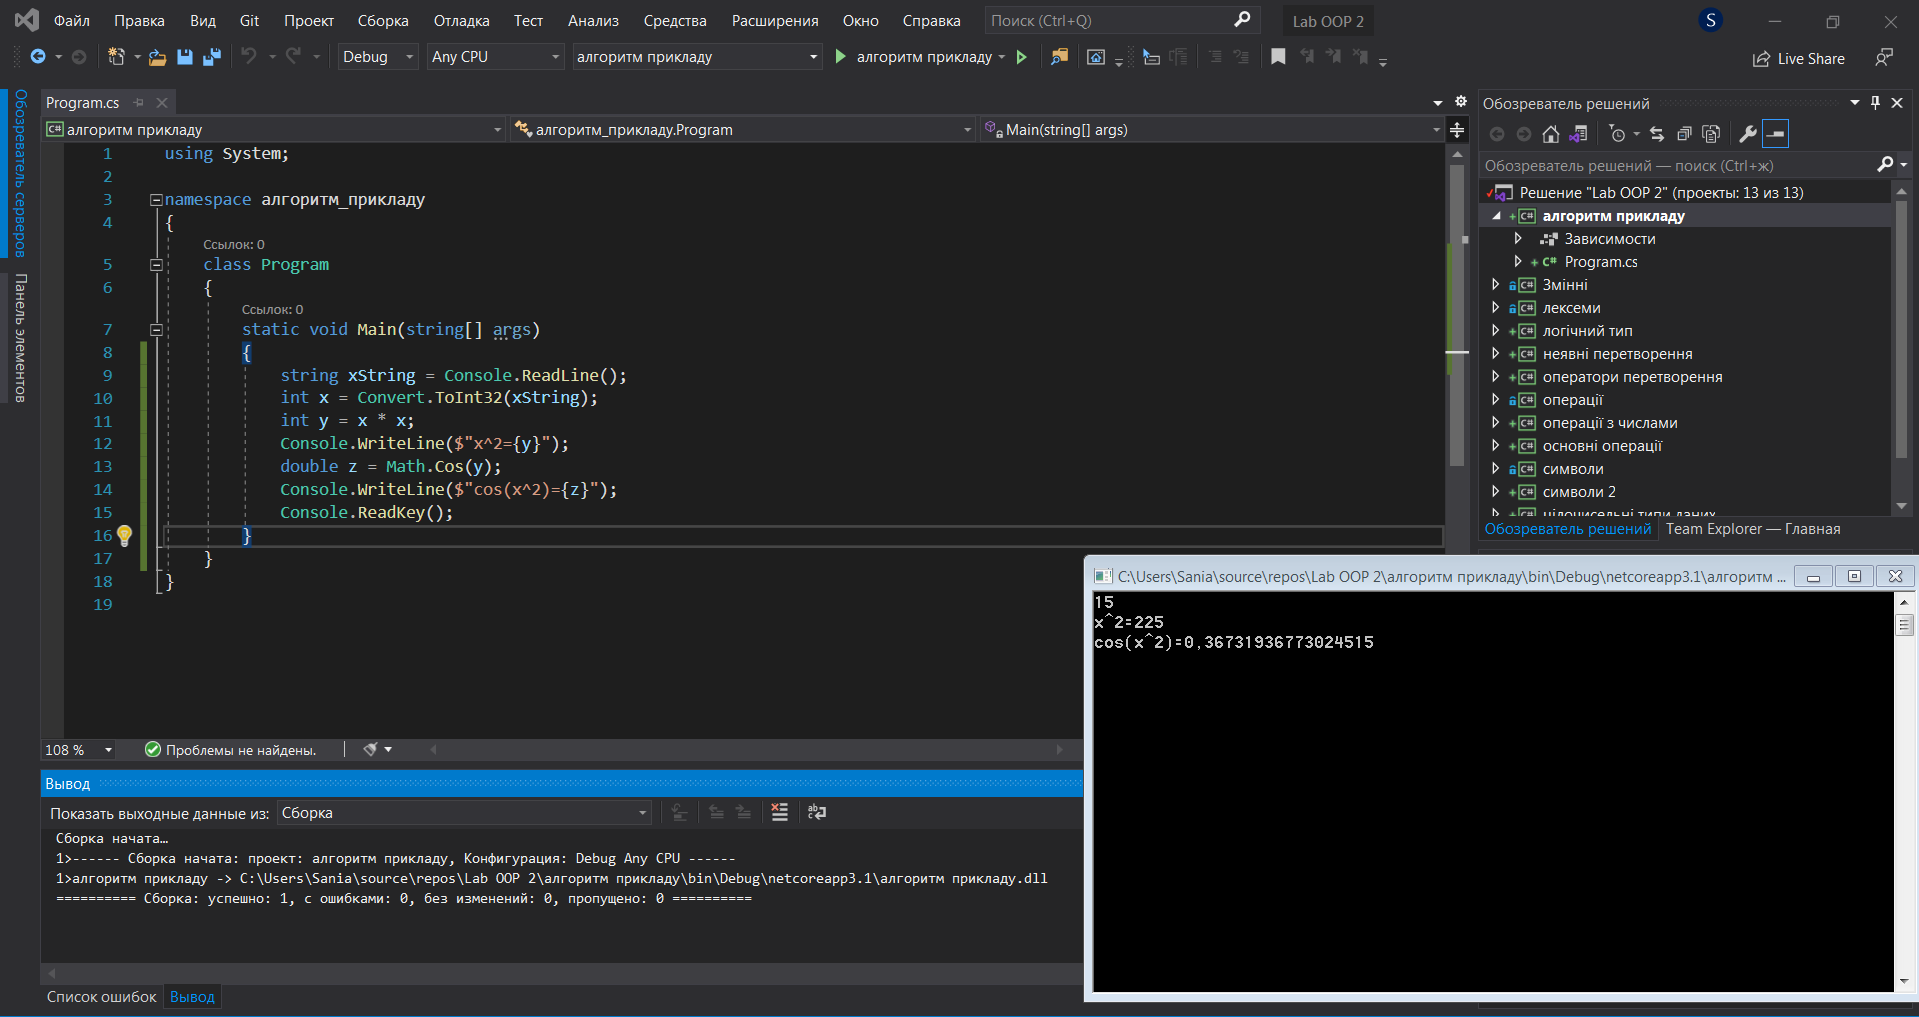 Файл Правка Вид Git Проект Сборка Отладка Тест Анализ Средства Расширения Окно Справка Поиск (Ctrl+Q) Lab OOP 2 S
Debug Any CPU алгоритм прикладу алгоритм прикладу Live Share
Обозреватель серверов
Панель элементов
Program.cs
алгоритм прикладу алгоритм_прикладу.Program Main(string[] args)
1 using System;
2
3 namespace алгоритм_прикладу
4 {
Ссылок: 0
5 class Program
6 {
Ссылок: 0
7 static void Main(string[] args)
8 {
9 string xString = Console.ReadLine();
10 int x = Convert.ToInt32(xString);
11 int y = x * x;
12 Console.WriteLine($"x^2={y}");
13 double z = Math.Cos(y);
14 Console.WriteLine($"cos(x^2)={z}");
15 Console.ReadKey();
16 }
17 }
18 }
19
108 % Проблемы не найдены.
Вывод
Показать выходные данные из: Сборка
Сборка начата…
1>------ Сборка начата: проект: алгоритм прикладу, Конфигурация: Debug Any CPU ------
1>алгоритм прикладу -> C:\Users\Sania\source\repos\Lab OOP 2\алгоритм прикладу\bin\Debug\netcoreapp3.1\алгоритм прикладу.dll
========== Сборка: успешно: 1, с ошибками: 0, без изменений: 0, пропущено: 0 ==========
Список ошибок Вывод
Обозреватель решений
Обозреватель решений — поиск (Ctrl+ж)
Решение "Lab OOP 2" (проекты: 13 из 13)
C# алгоритм прикладу
Зависимости
C# Program.cs
C# Змінні
C# лексеми
C# логічний тип
C# неявні перетворення
C# оператори перетворення
C# операції
C# операції з числами
C# основні операції
C# символи
C# символи 2
C# цілочисельні типи даних
Обозреватель решений Team Explorer — Главная
C:\Users\Sania\source\repos\Lab OOP 2\алгоритм прикладу\bin\Debug\netcoreapp3.1\алгоритм ...
15
x^2=225
cos(x^2)=0,36731936773024515